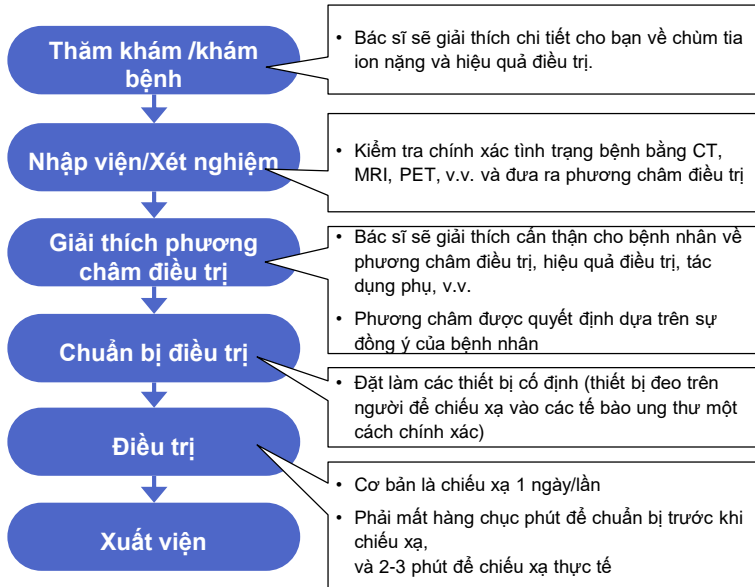 Thăm khám /khám
bệnh
• Bác sĩ sẽ giải thích chi tiết cho bạn về chùm tia
ion nặng và hiệu quả điều trị.
Nhập viện/Xét nghiệm
• Kiểm tra chính xác tình trạng bệnh bằng CT,
MRI, PET, v.v. và đưa ra phương châm điều trị
Giải thích phương
châm điều trị
• Bác sĩ sẽ giải thích cẩn thận cho bệnh nhân về
phương châm điều trị, hiệu quả điều trị, tác
dụng phụ, v.v.
• Phương châm được quyết định dựa trên sự
đồng ý của bệnh nhân
Chuẩn bị điều trị
• Đặt làm các thiết bị cố định (thiết bị đeo trên
người để chiếu xạ vào các tế bào ung thư một
cách chính xác)
Điều trị
• Cơ bản là chiếu xạ 1 ngày/lần
• Phải mất hàng chục phút để chuẩn bị trước khi
chiếu xạ,
và 2-3 phút để chiếu xạ thực tế
Xuất viện